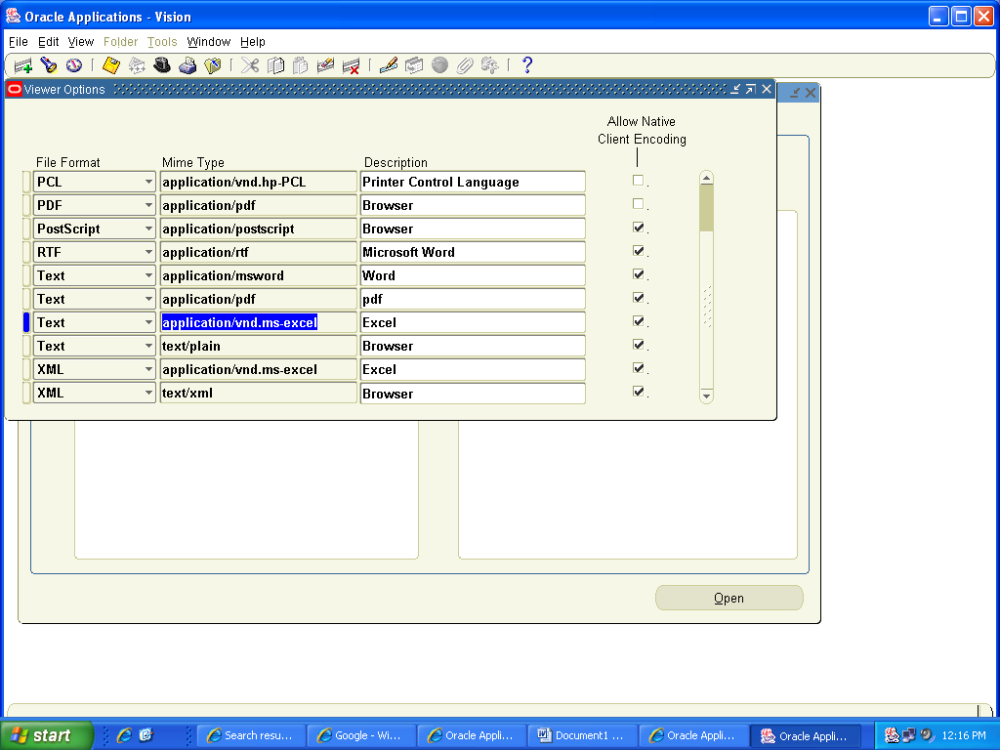 Oracle Applications - Vision
File Edit View Folder Tools Window Help
?
Viewer Options
Allow Native
Client Encoding
File Format Mime Type Description
PCL application/vnd.hp-PCL Printer Control Language .
PDF application/pdf Browser .
PostScript application/postscript Browser .
RTF application/rtf Microsoft Word .
Text application/msword Word .
Text application/pdf pdf .
Text application/vnd.ms-excel Excel .
Text text/plain Browser .
XML application/vnd.ms-excel Excel .
XML text/xml Browser .
Open
start Search resu... Google - Wi... Oracle Appli... Document1 ... Oracle Appli... Oracle Appli... 12:16 PM